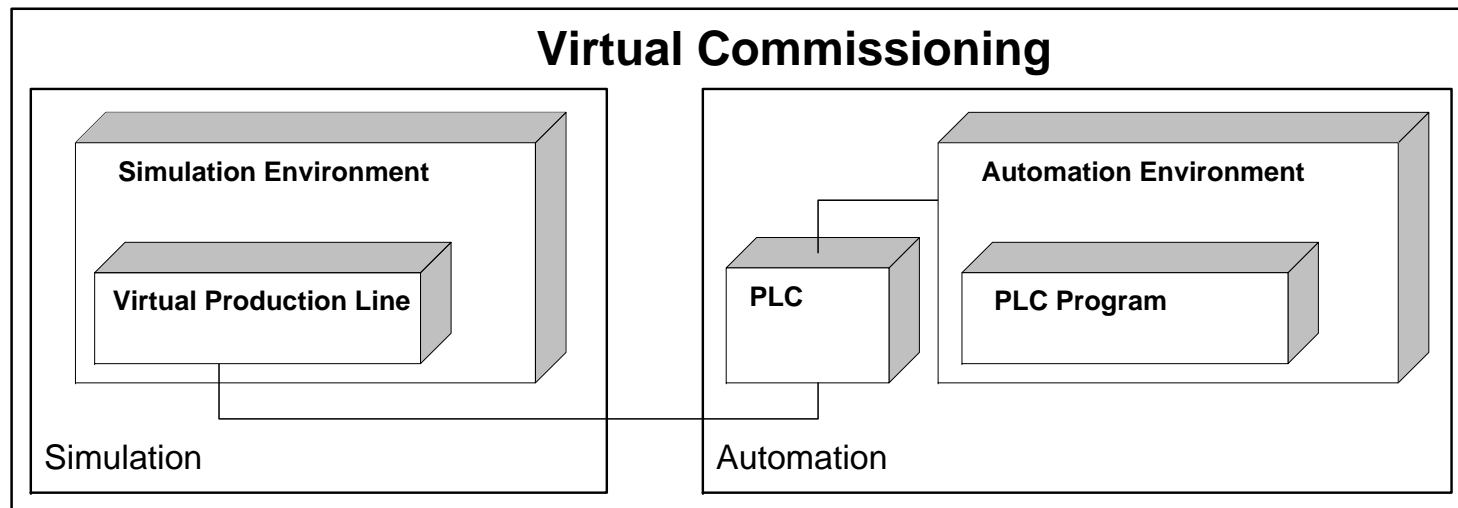 Virtual Commissioning
Simulation Environment
Virtual Production Line
Simulation
Automation Environment
PLC
PLC Program
Automation